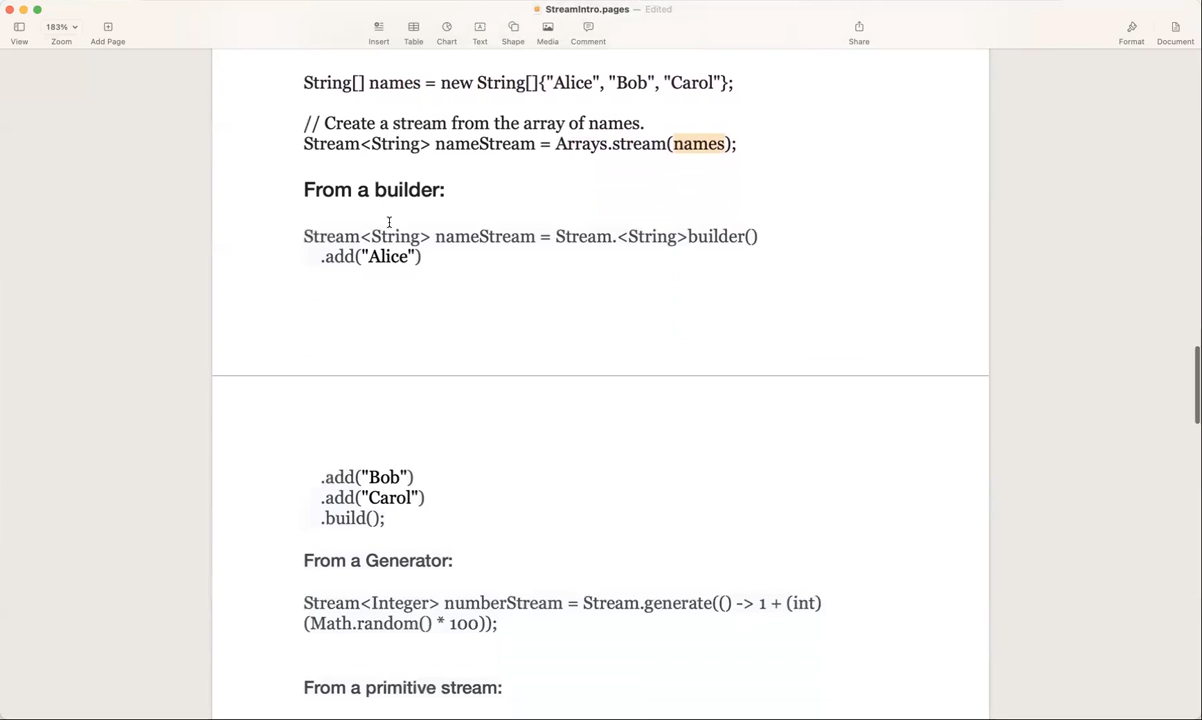 StreamIntro.pages — Edited
183%
View
Zoom
Add Page
Insert
Table
Chart
Text
Shape
Media
Comment
Share
Format
Document
String[] names = new String[]{"Alice", "Bob", "Carol"};
// Create a stream from the array of names.
Stream<String> nameStream = Arrays.stream(names);
From a builder:
Stream<String> nameStream = Stream.<String>builder()
.add("Alice")
.add("Bob")
.add("Carol")
.build();
From a Generator:
Stream<Integer> numberStream = Stream.generate(() -> 1 + (int)
(Math.random() * 100));
From a primitive stream: